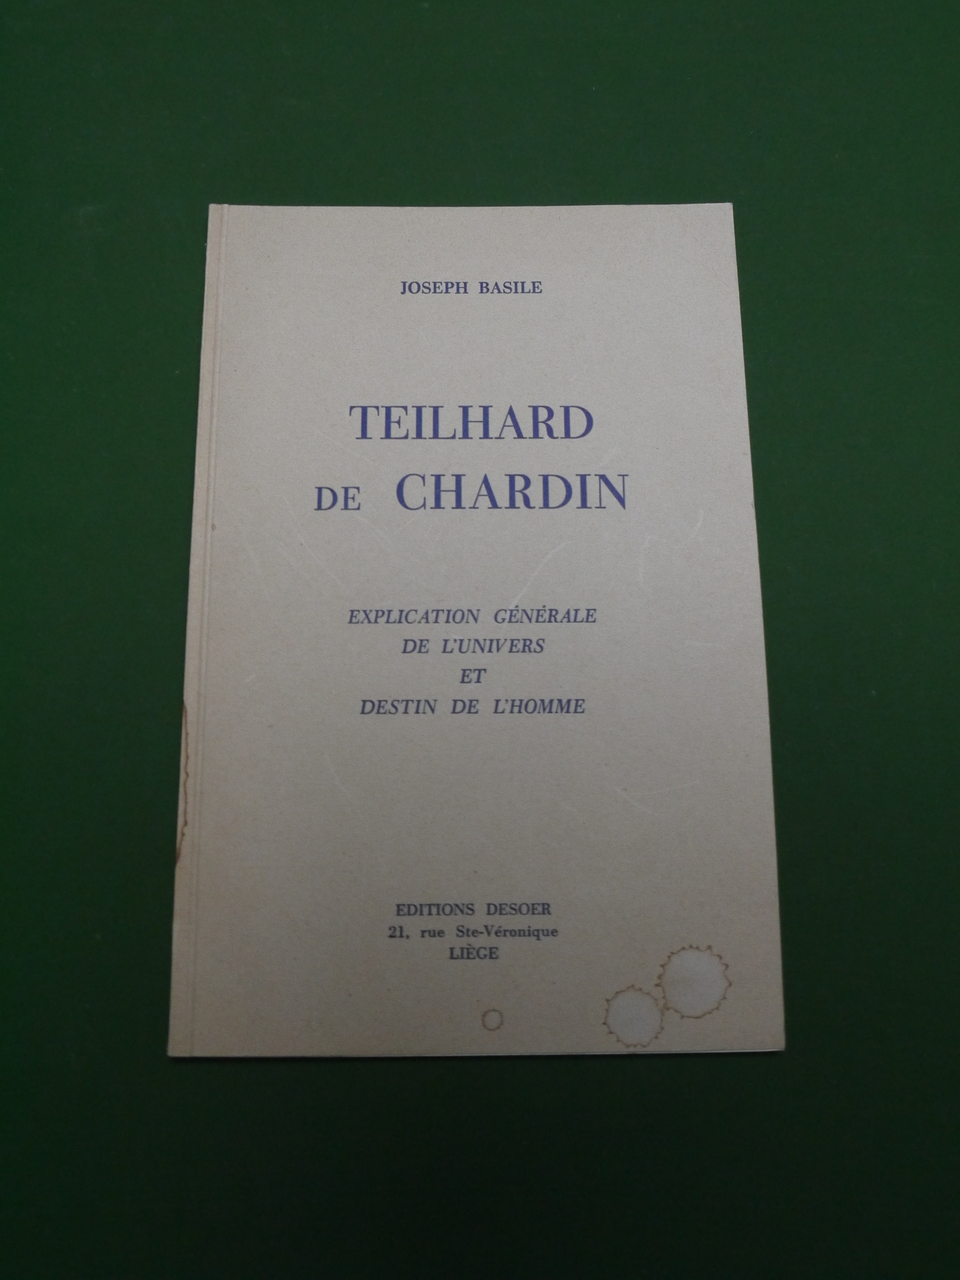 JOSEPH BASILE
TEILHARD
DE CHARDIN
EXPLICATION GÉNÉRALE
DE L'UNIVERS
ET
DESTIN DE L'HOMME
EDITIONS DESOER
21, rue Ste-Véronique
LIÈGE